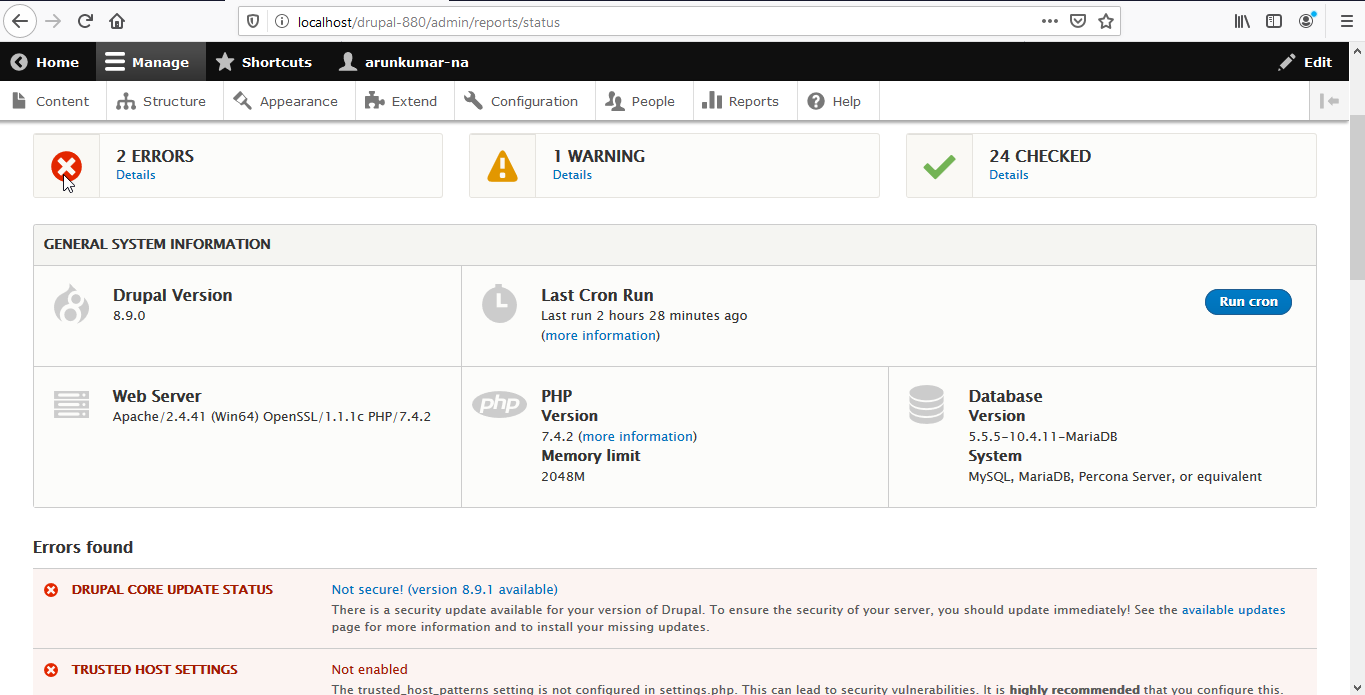 localhost/drupal-880/admin/reports/status
Home Manage Shortcuts arunkumar-na Edit
Content Structure Appearance Extend Configuration People Reports Help
2 ERRORS
Details
1 WARNING
Details
24 CHECKED
Details
GENERAL SYSTEM INFORMATION
Drupal Version
8.9.0
Last Cron Run
Last run 2 hours 28 minutes ago
(more information)
Run cron
Web Server
Apache/2.4.41 (Win64) OpenSSL/1.1.1c PHP/7.4.2
php
PHP
Version
7.4.2 (more information)
Memory limit
2048M
Database
Version
5.5.5-10.4.11-MariaDB
System
MySQL, MariaDB, Percona Server, or equivalent
Errors found
DRUPAL CORE UPDATE STATUS
Not secure! (version 8.9.1 available)
There is a security update available for your version of Drupal. To ensure the security of your server, you should update immediately! See the available updates
page for more information and to install your missing updates.
TRUSTED HOST SETTINGS
Not enabled
The trusted_host_patterns setting is not configured in settings.php. This can lead to security vulnerabilities. It is highly recommended that you configure this.